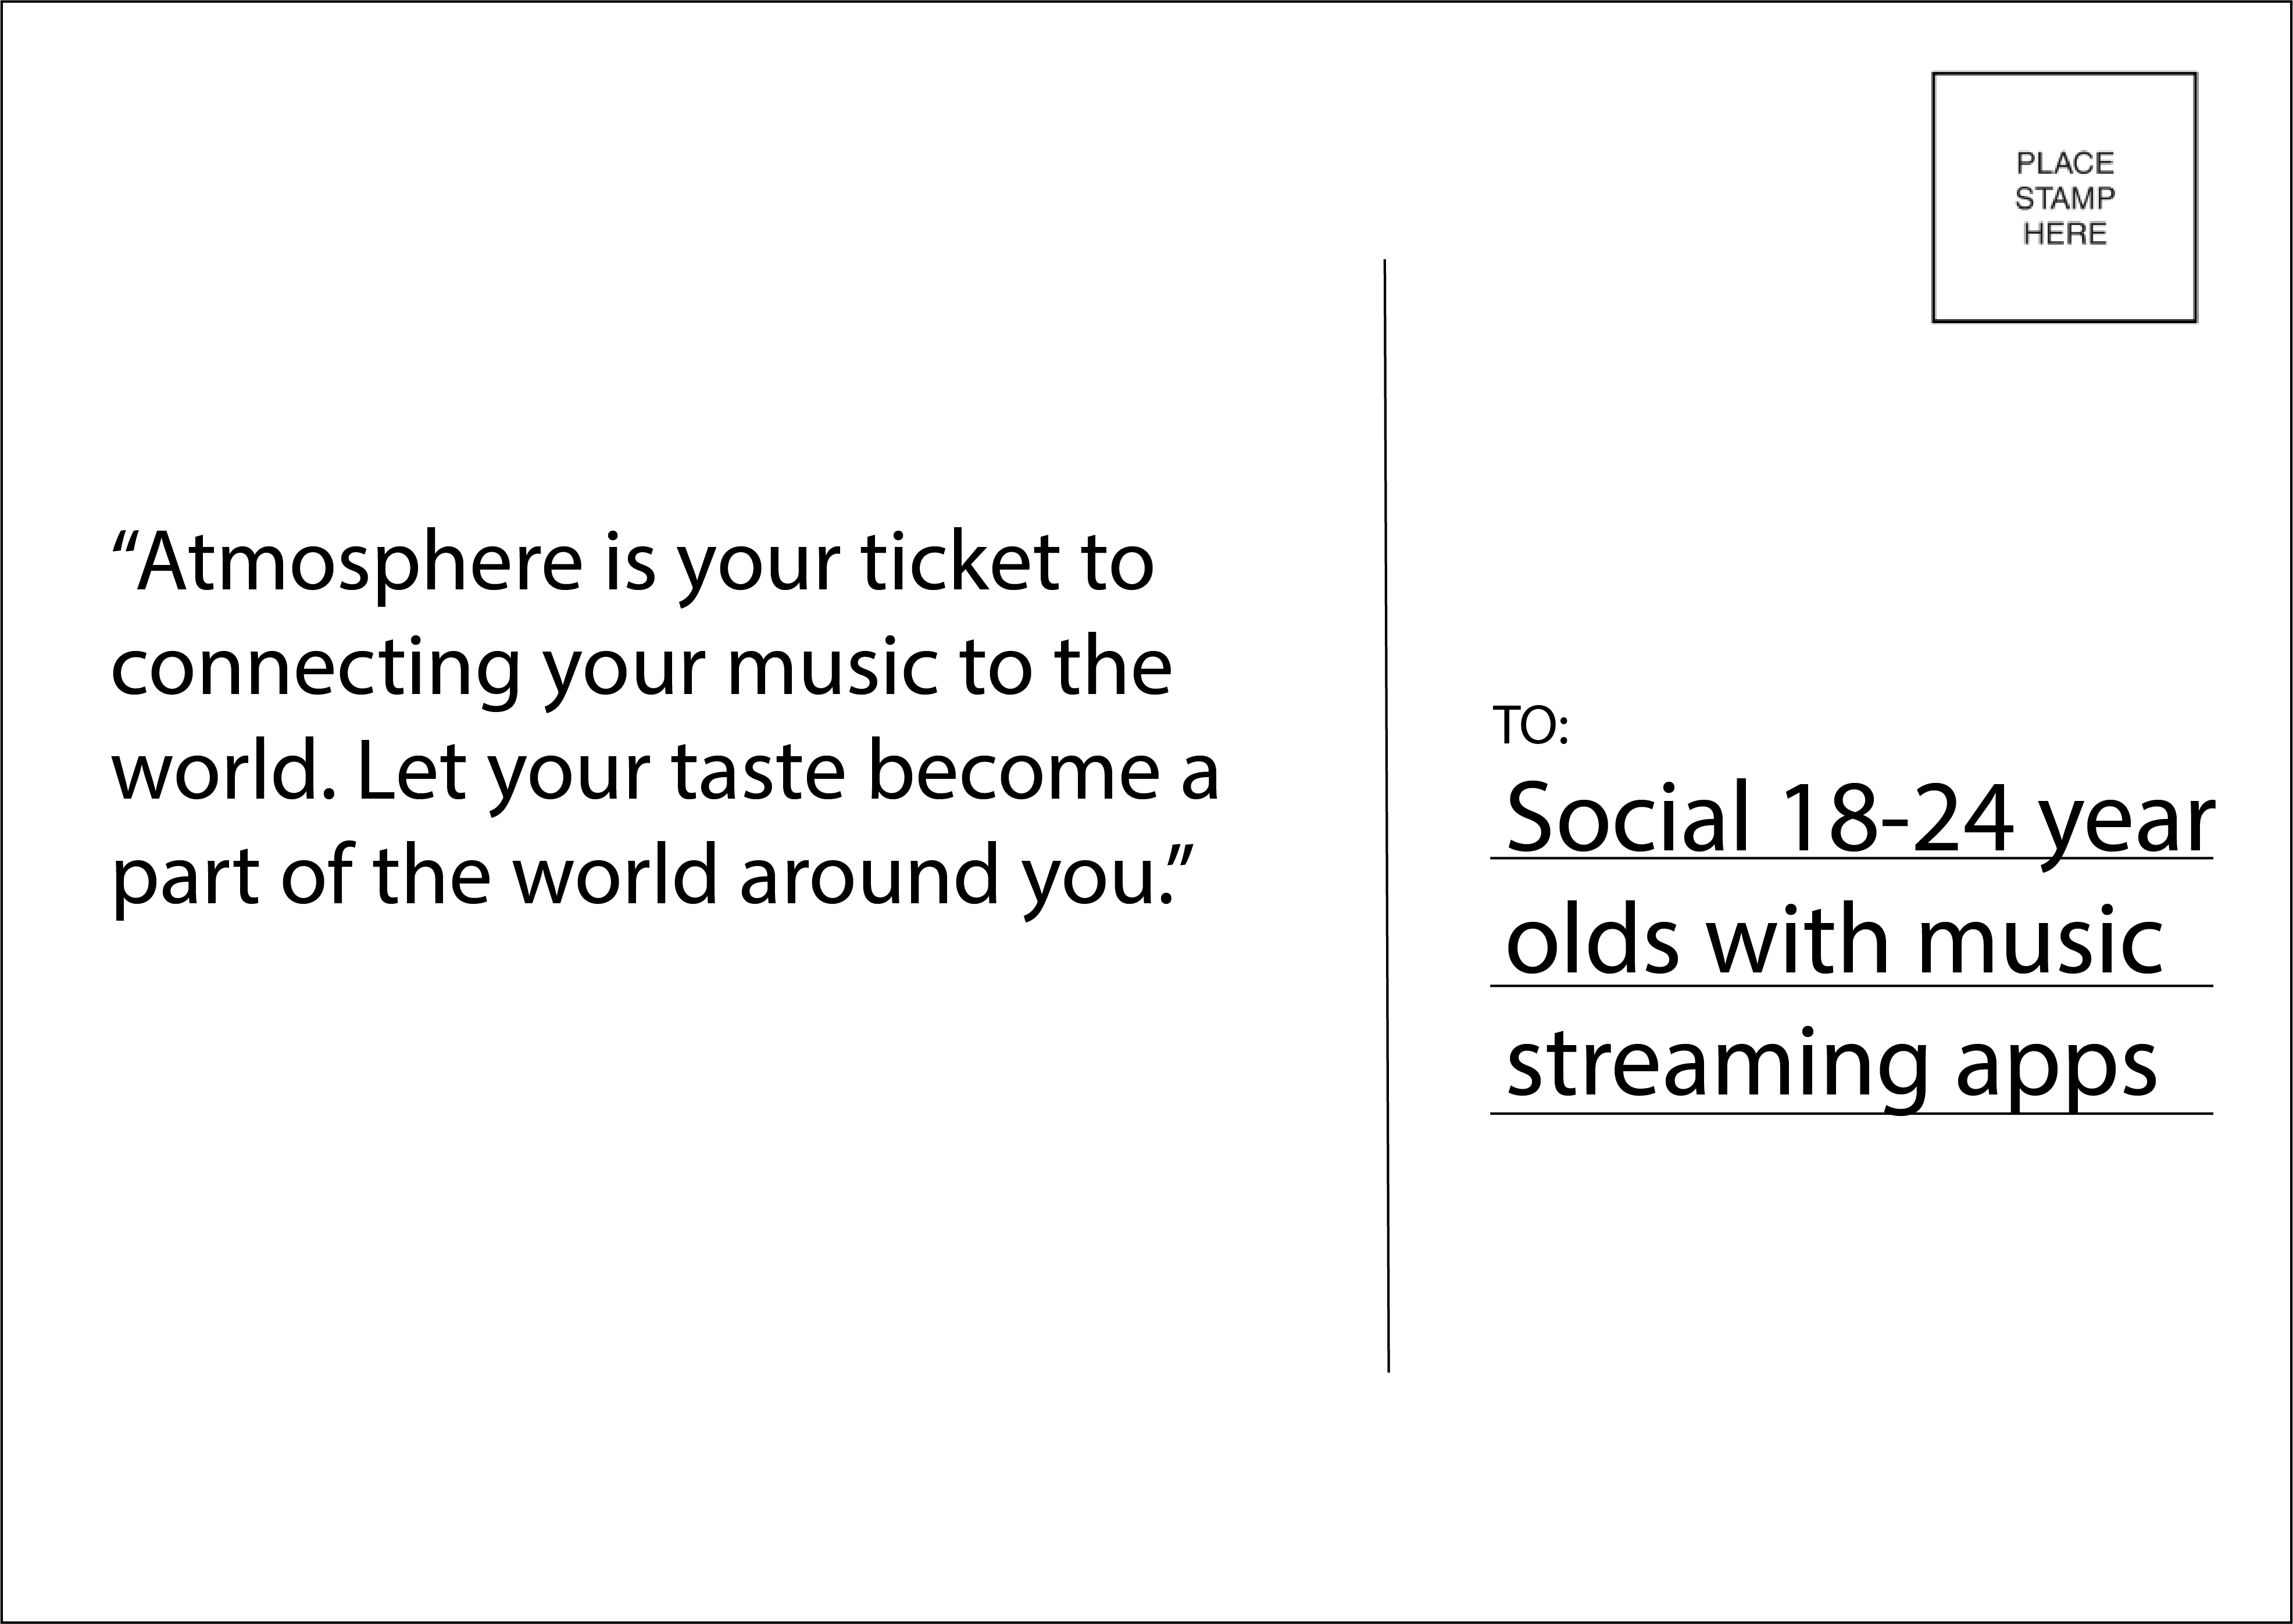 PLACE
STAMP
HERE
“Atmosphere is your ticket to
connecting your music to the
world. Let your taste become a
part of the world around you.”
TO:
Social 18-24 year
olds with music
streaming apps